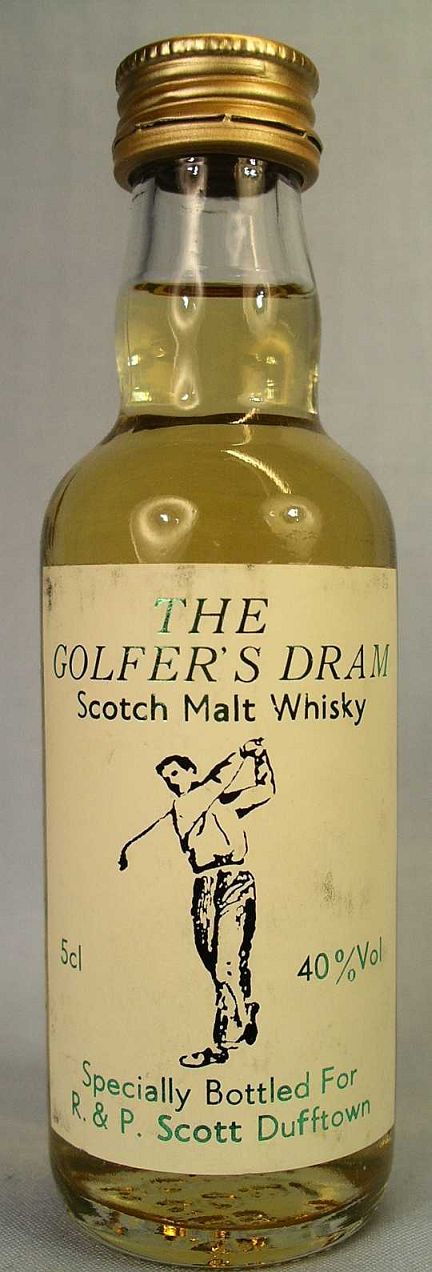 THE
GOLFER'S DRAM
Scotch Malt Whisky
5cl
40%Vol
Specially Bottled For
R. & P. Scott Dufftown